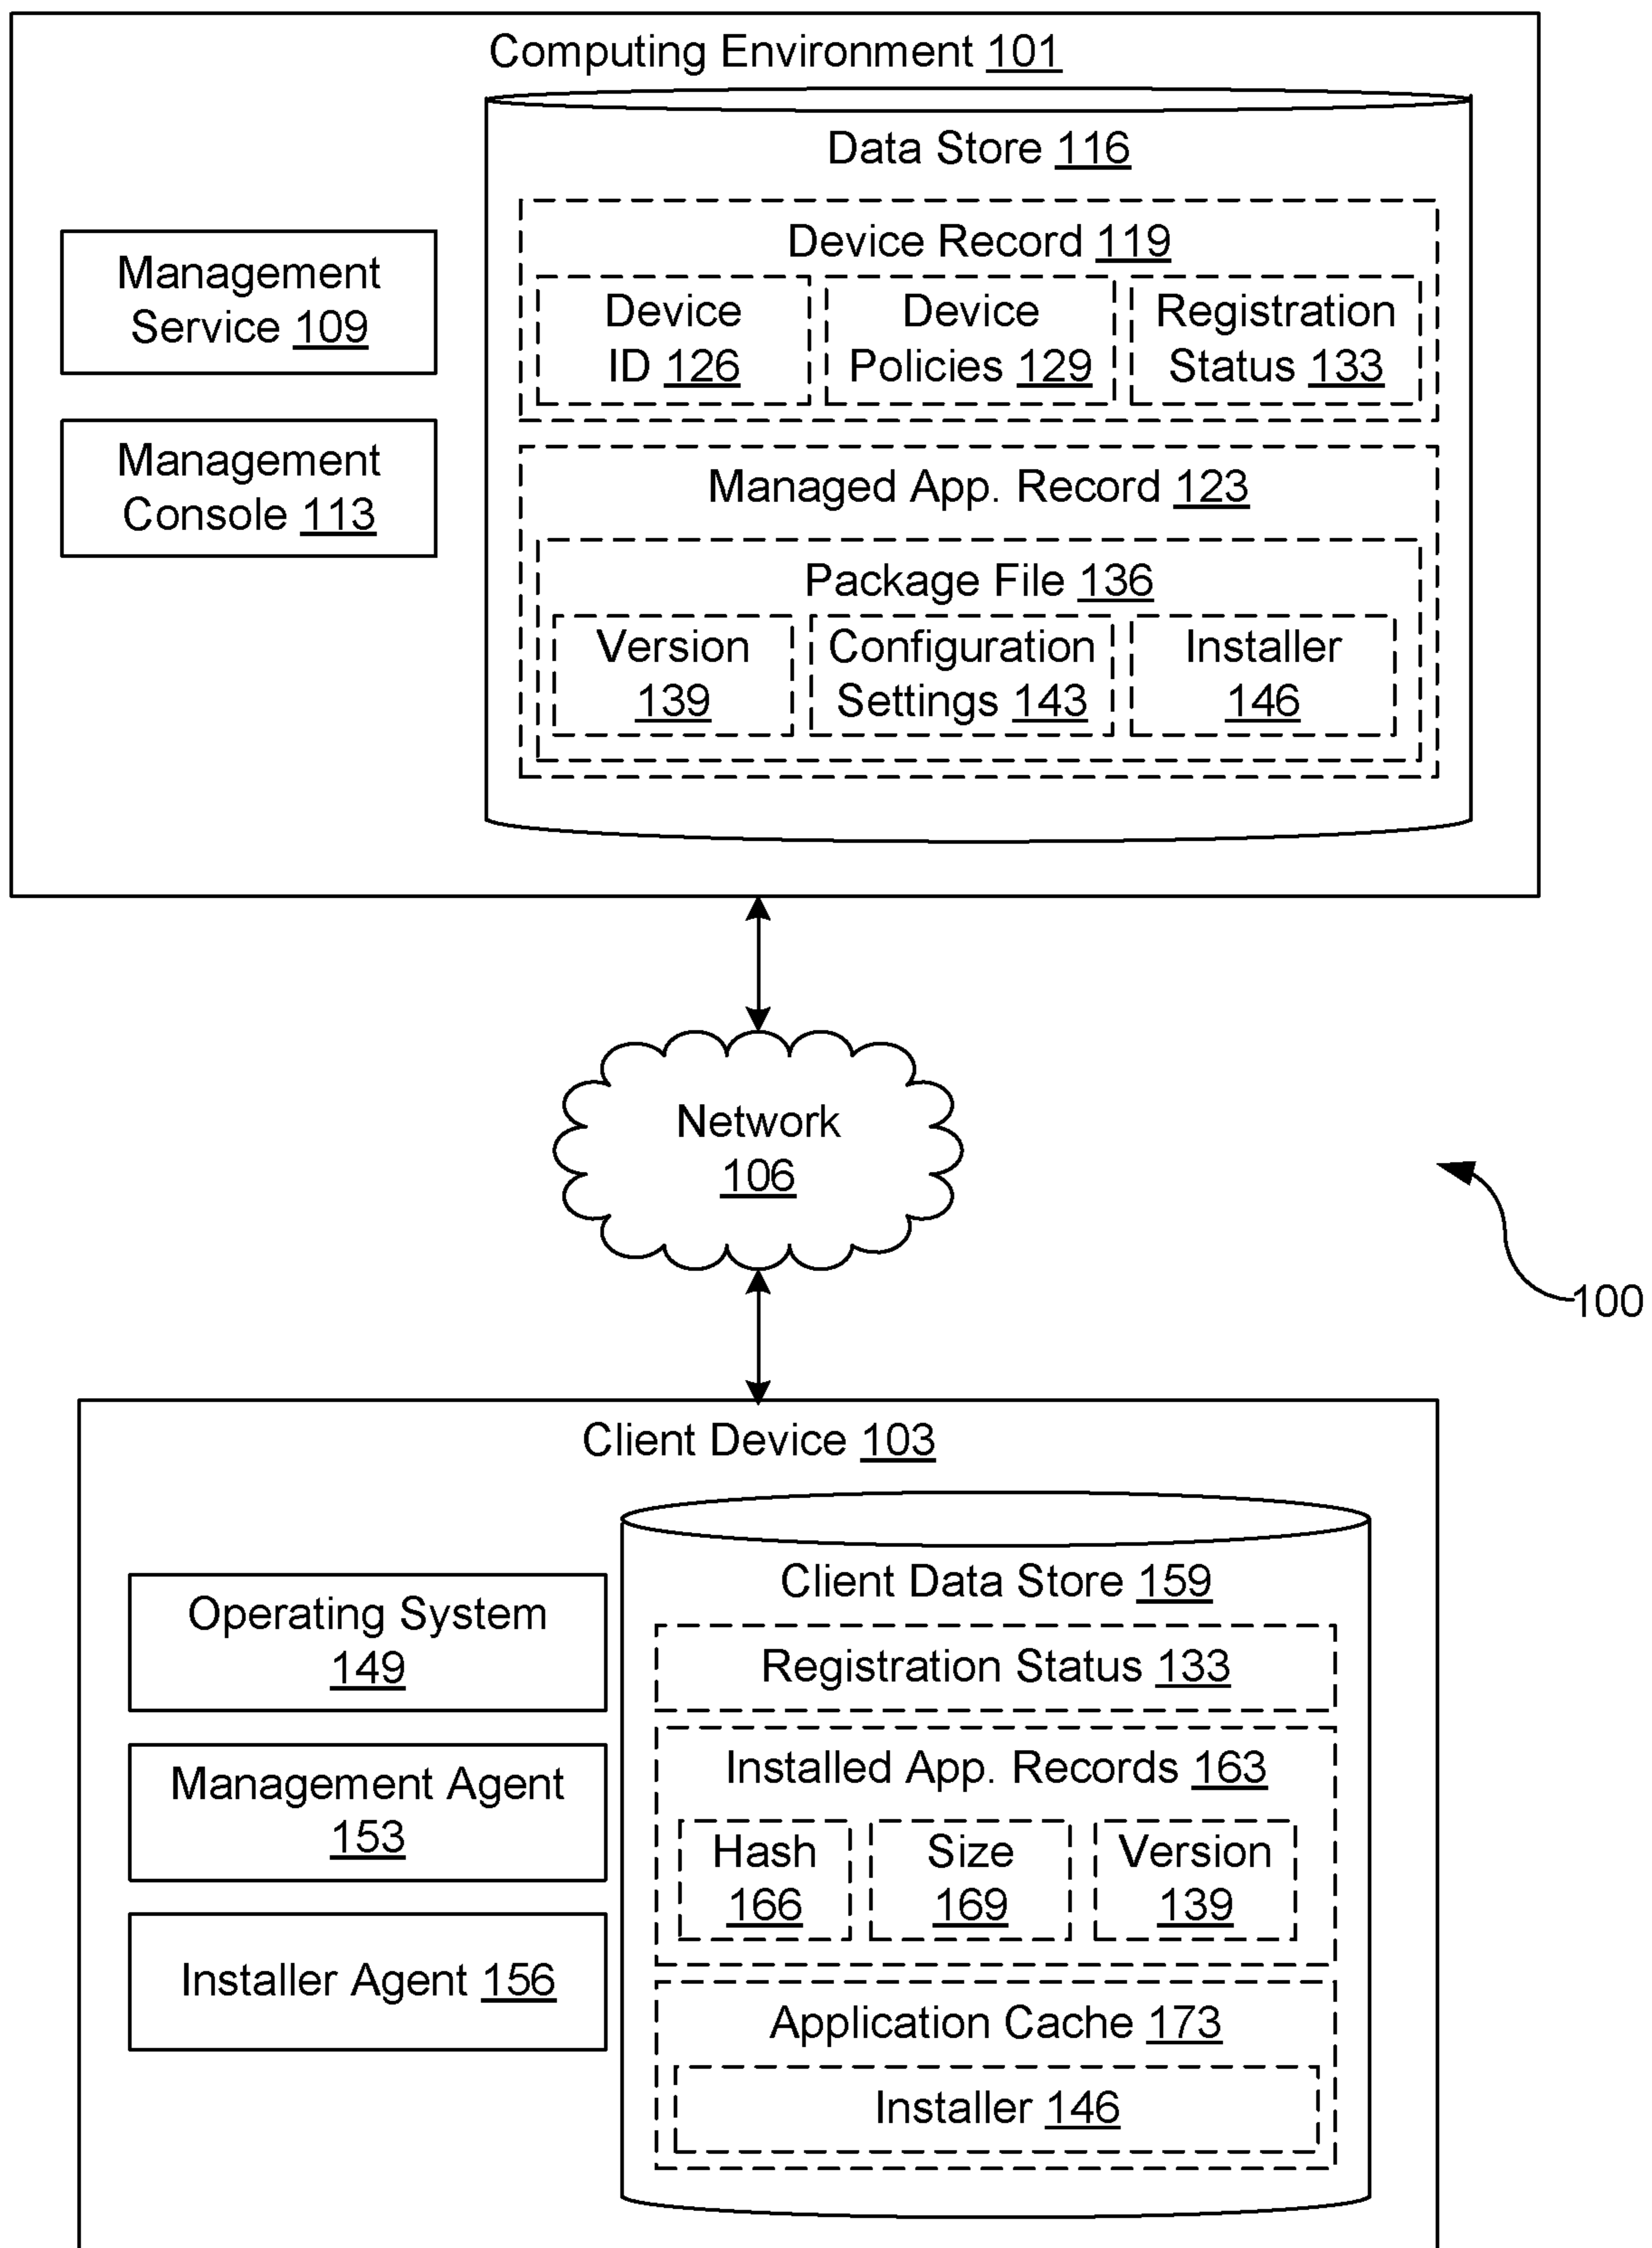 Computing Environment 101
Data Store 116
Management
Service 109
Management
Console 113
Device Record 119
Device
ID 126
Device
Policies 129
Registration
Status 133
Managed App. Record 123
Package File 136
Version
139
Configuration
Settings 143
Installer
146
Network
106
100
Client Device 103
Operating System
149
Management Agent
153
Installer Agent 156
Client Data Store 159
Registration Status 133
Installed App. Records 163
Hash
166
Size
169
Version
139
Application Cache 173
Installer 146